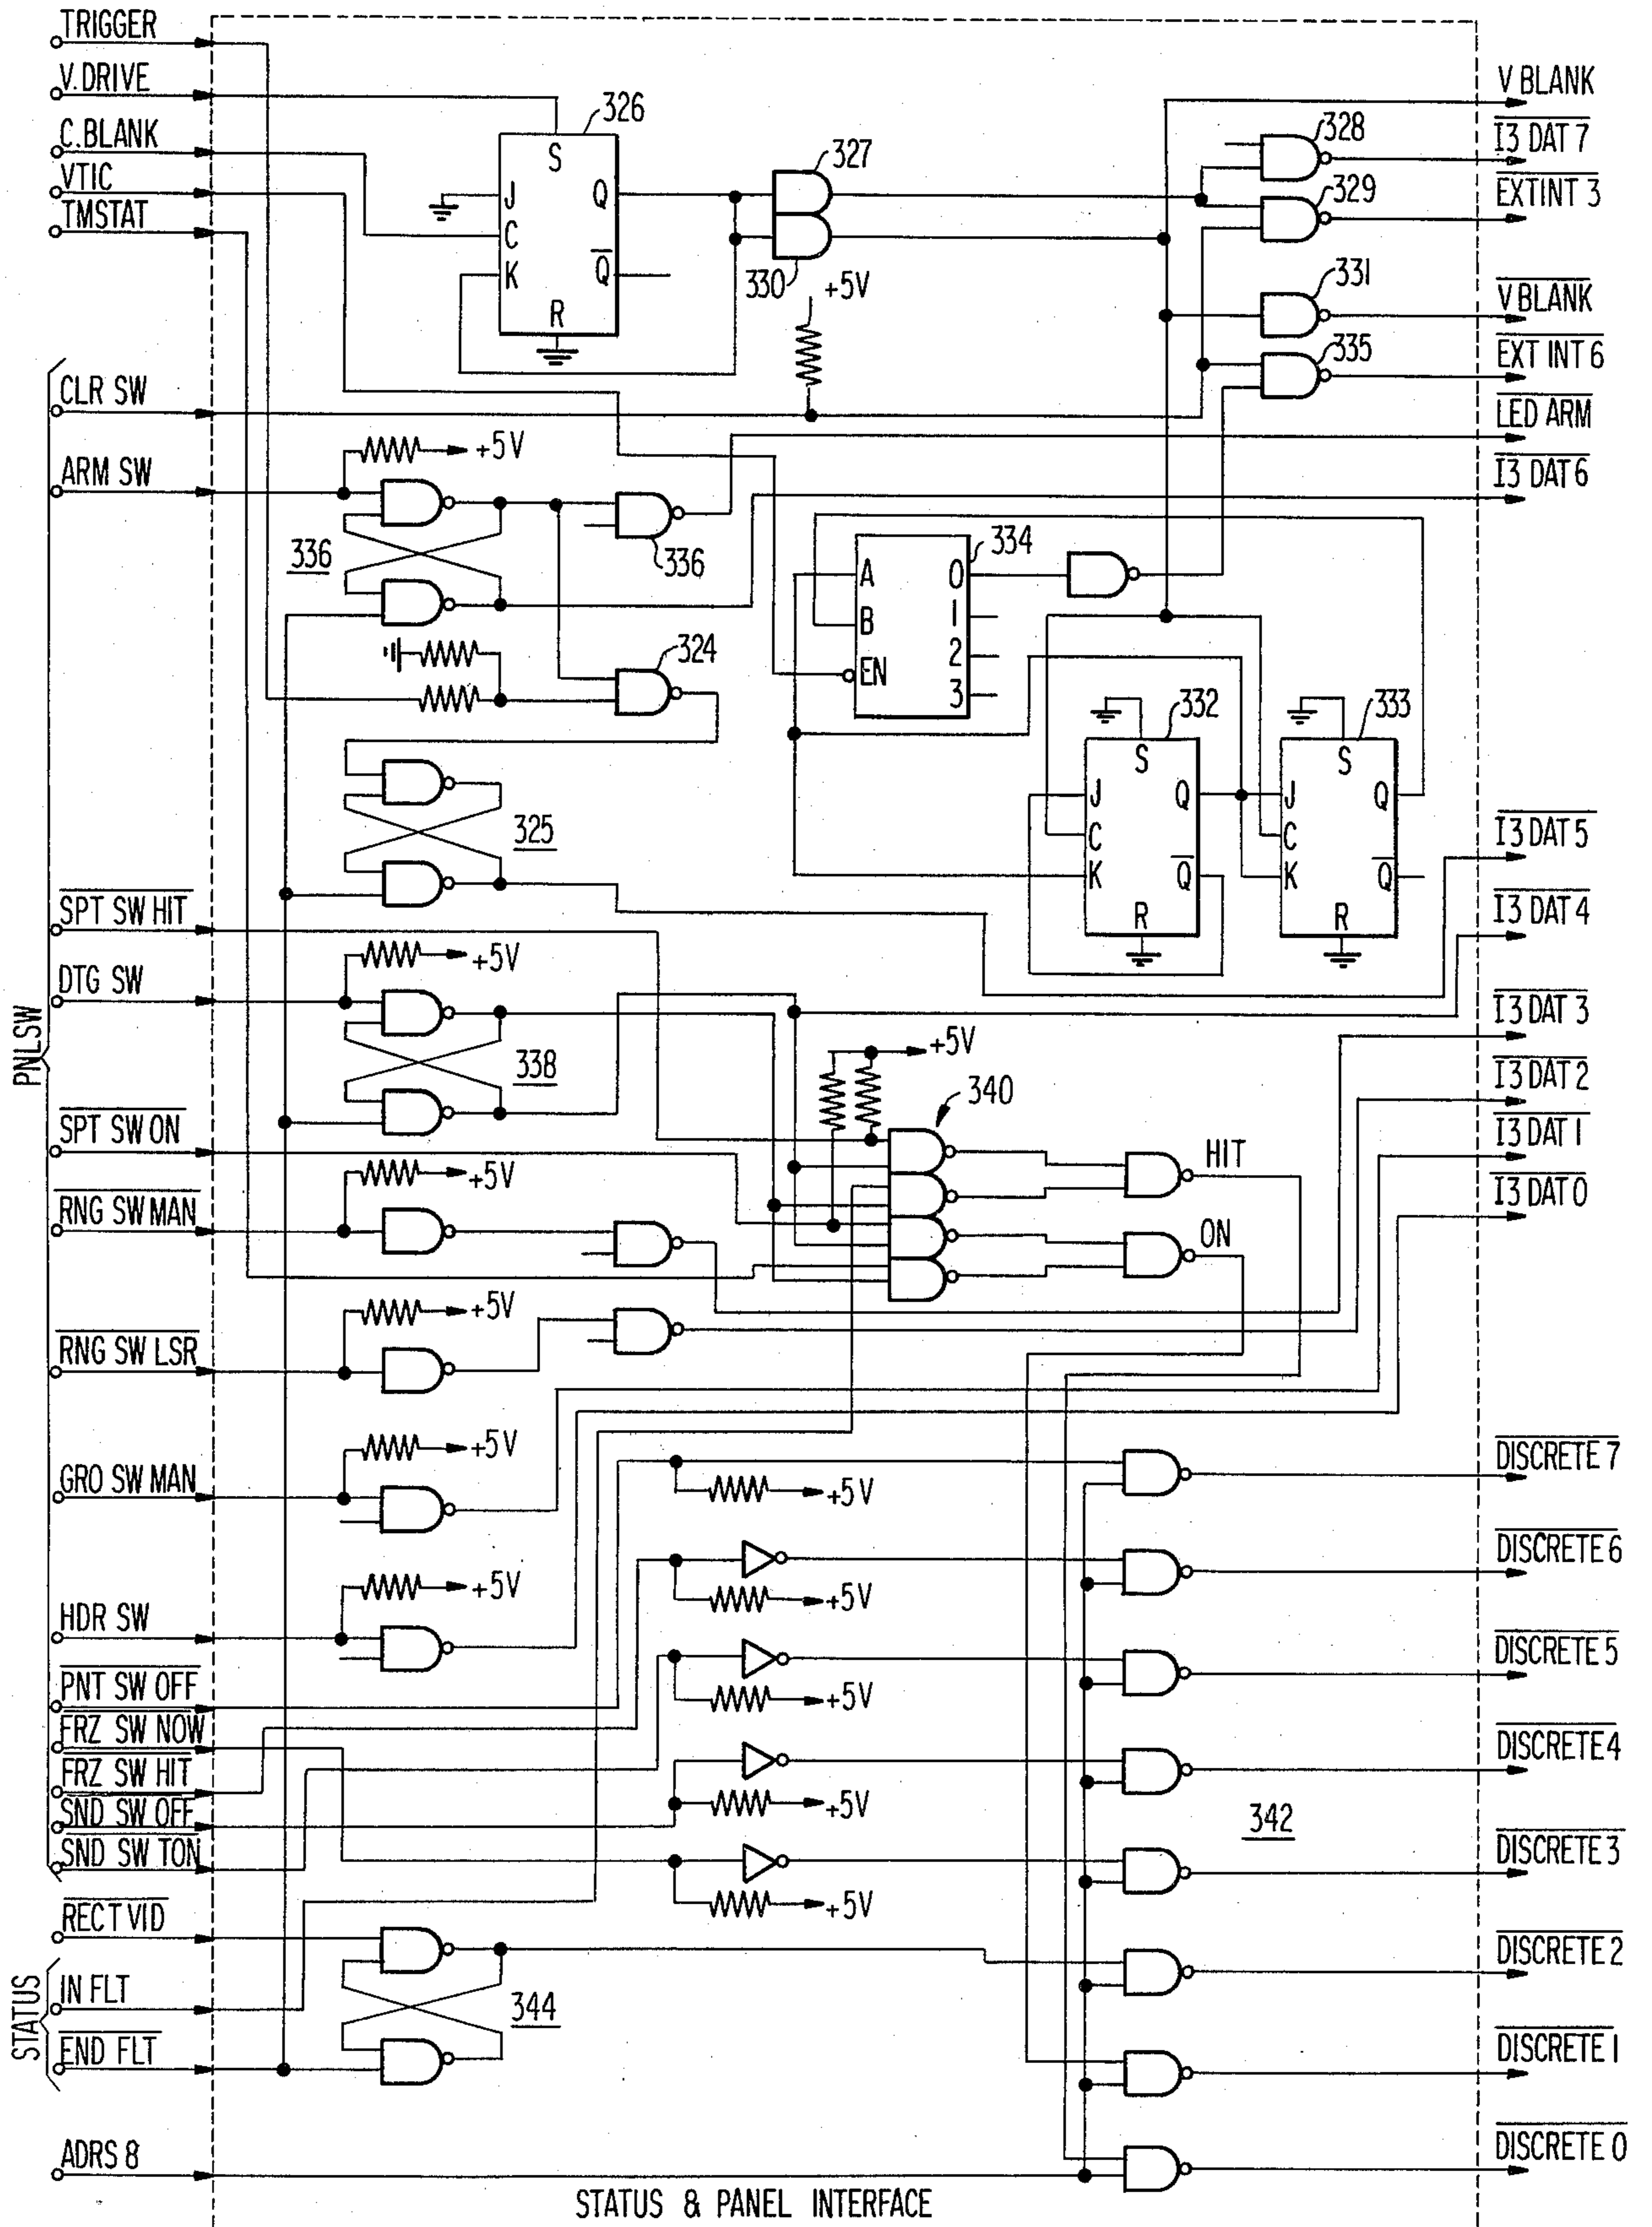 TRIGGER
V.DRIVE
C.BLANK
VTIC
TMSTAT
PNLSW
CLR SW
ARM SW
SPT SW HIT
DTG SW
SPT SW ON
RNG SW MAN
RNG SW LSR
GRO SW MAN
HDR SW
PNT SW OFF
FRZ SW NOW
FRZ SW HIT
SND SW OFF
SND SW TON
RECT VID
STATUS
IN FLT
END FLT
ADRS 8
326
S
J
Q
C
K
Q
R
327
330
+5V
328
329
331
335
+5V
336
336
334
A
B
EN
0
1
2
3
324
332
S
J
Q
C
K
Q
R
333
S
J
Q
C
K
Q
R
325
+5V
338
+5V
340
HIT
ON
+5V
+5V
+5V
+5V
+5V
+5V
+5V
+5V
+5V
342
344
V BLANK
I3 DAT 7
EXTINT 3
V BLANK
EXT INT 6
LED ARM
I3 DAT 6
I3 DAT 5
I3 DAT 4
I3 DAT 3
I3 DAT 2
I3 DAT 1
I3 DAT 0
DISCRETE 7
DISCRETE 6
DISCRETE 5
DISCRETE 4
DISCRETE 3
DISCRETE 2
DISCRETE 1
DISCRETE 0
STATUS & PANEL INTERFACE